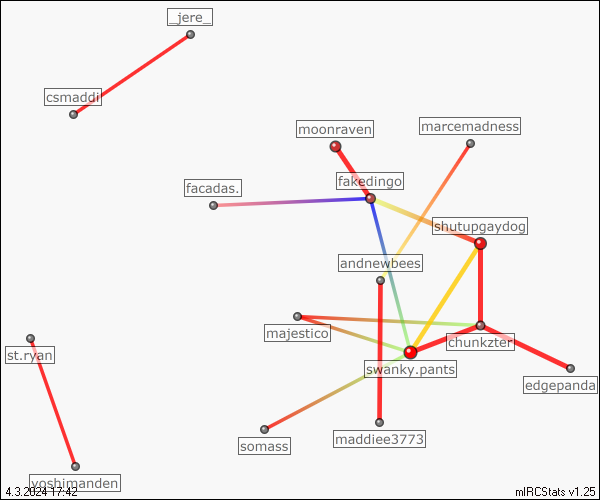 _jere_
csmaddi
moonraven
marcemadness
fakedingo
facadas.
shutupgaydog
andnewbees
majestico
chunkzter
st.ryan
swanky.pants
edgepanda
somass
maddiee3773
yoshimanden
4.3.2024 17:42
mIRCStats v1.25